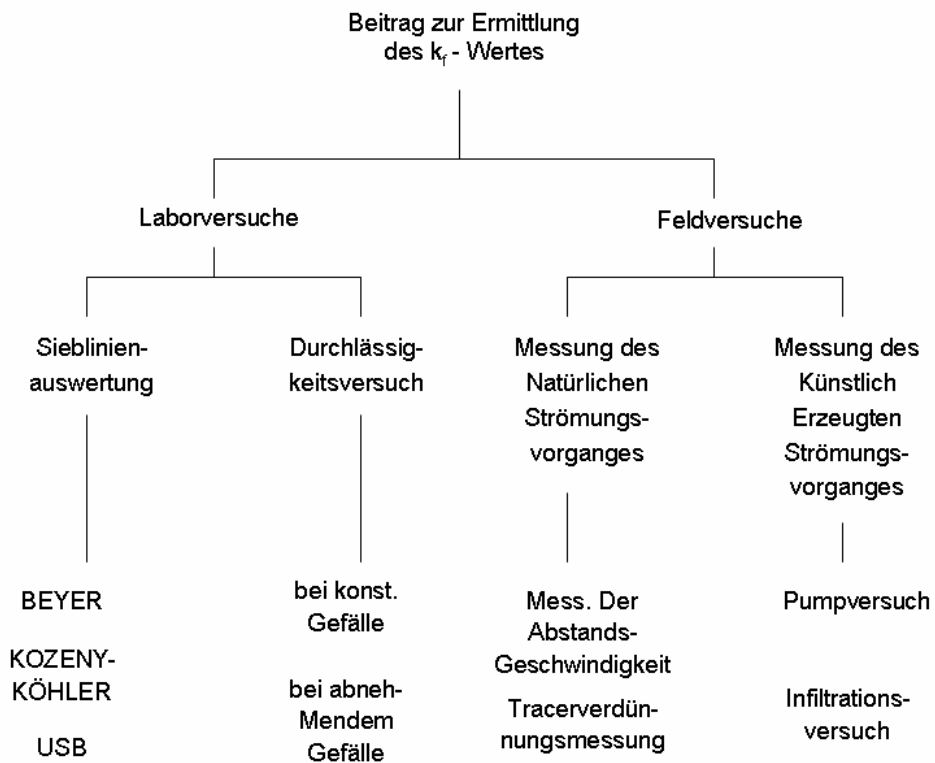 Beitrag zur Ermittlung
des kf - Wertes
Laborversuche
Feldversuche
Sieblinien-
auswertung
Durchlässig-
keitsversuch
Messung des
Natürlichen
Strömungs-
vorganges
Messung des
Künstlich
Erzeugten
Strömungs-
vorganges
BEYER
KOZENY-
KÖHLER
USB
bei konst.
Gefälle
bei abneh-
Mendem
Gefälle
Mess. Der
Abstands-
Geschwindigkeit
Tracerverdün-
nungsmessung
Pumpversuch
Infiltrations-
versuch